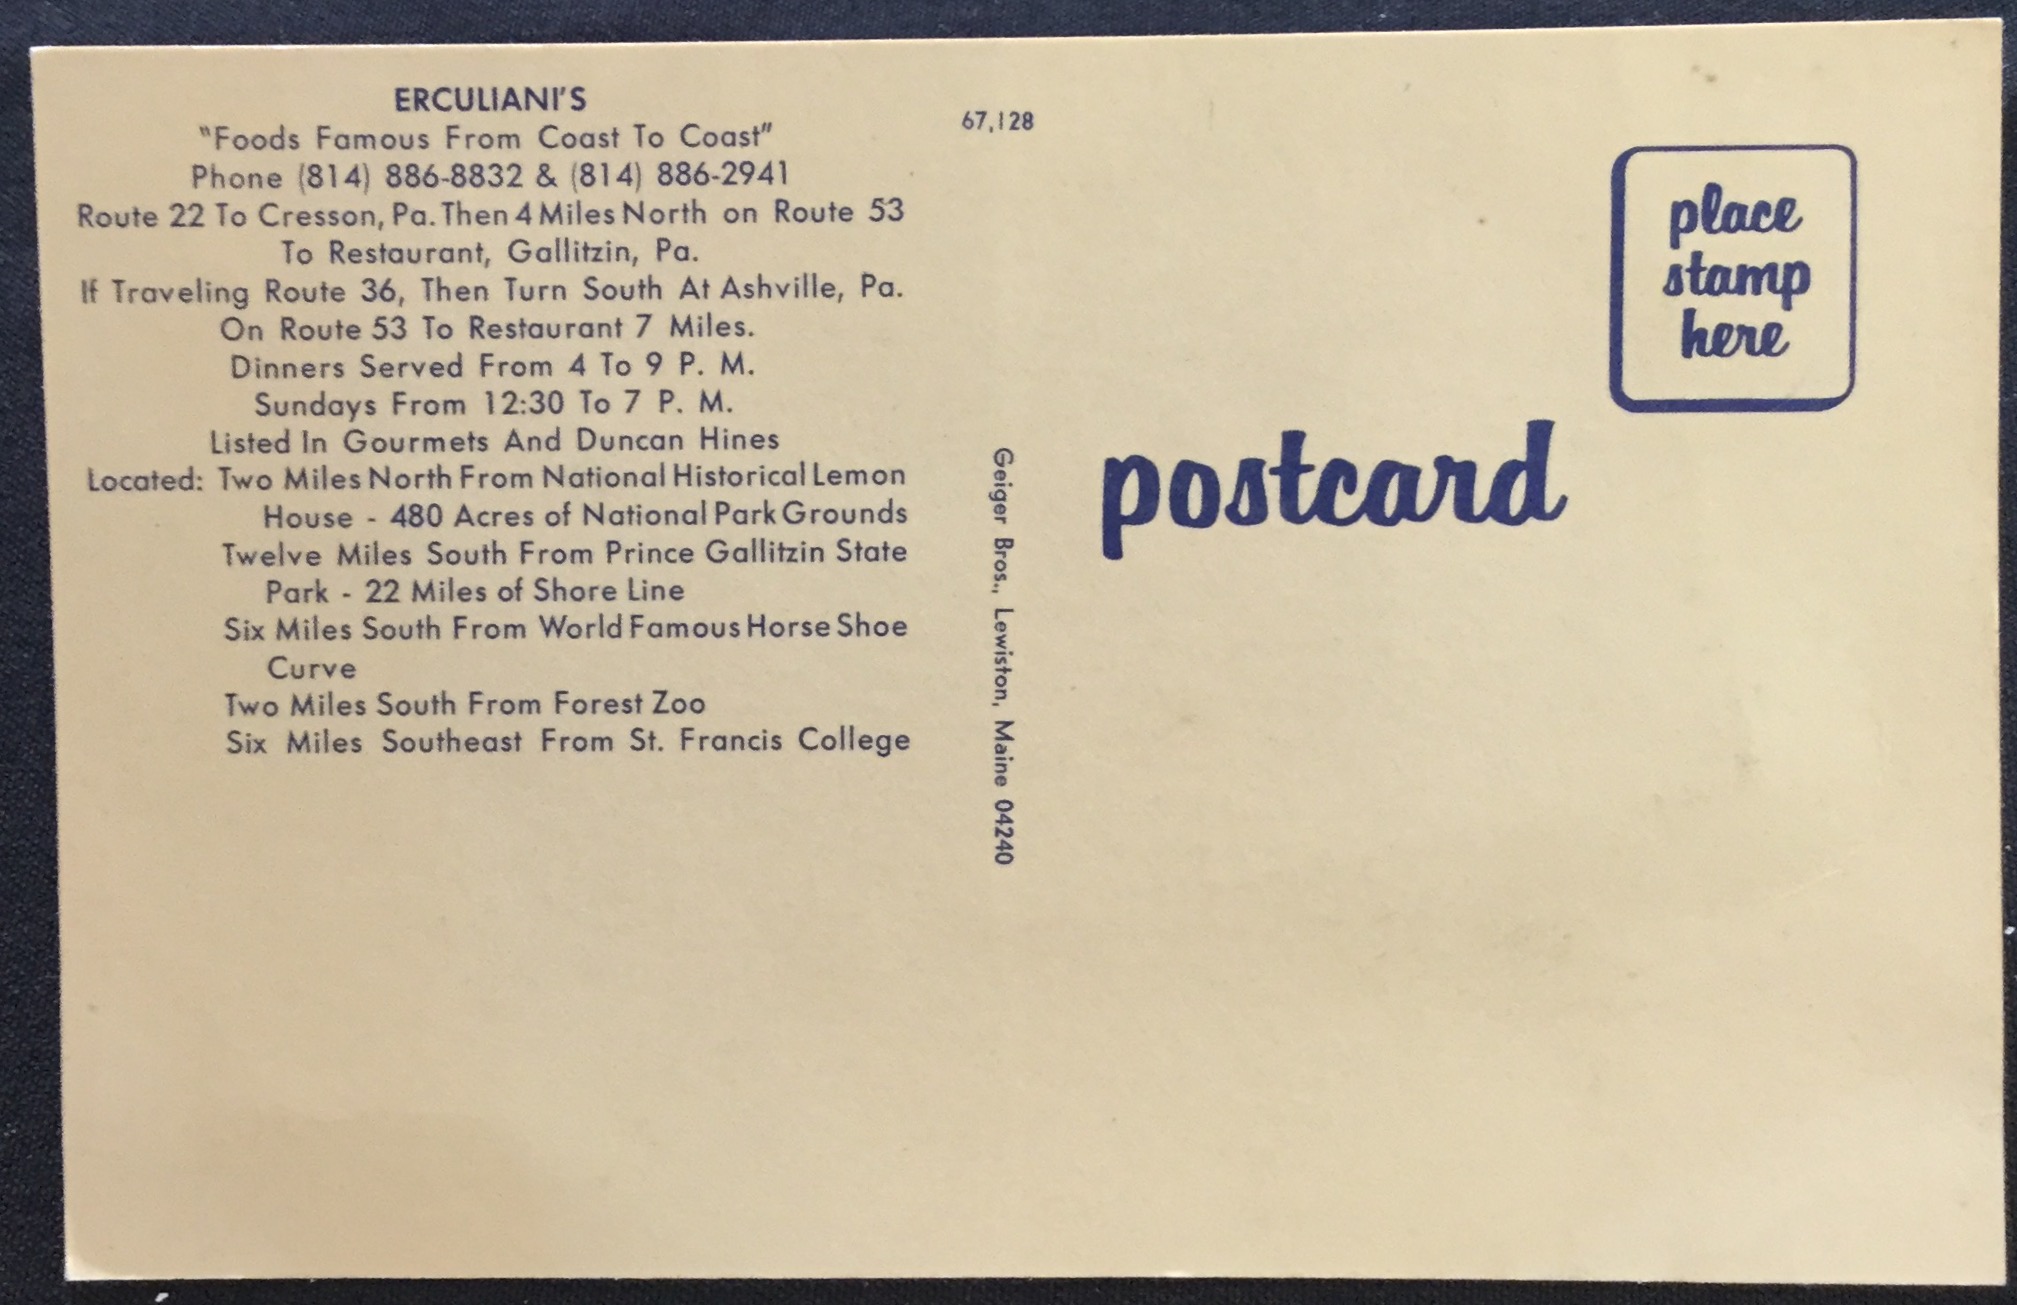 ERCULIANI'S
"Foods Famous From Coast To Coast"
Phone (814) 886-8832 & (814) 886-2941
Route 22 To Cresson, Pa. Then 4 Miles North on Route 53
To Restaurant, Gallitzin, Pa.
If Traveling Route 36, Then Turn South At Ashville, Pa.
On Route 53 To Restaurant 7 Miles.
Dinners Served From 4 To 9 P. M.
Sundays From 12:30 To 7 P. M.
Listed In Gourmets And Duncan Hines
Located: Two Miles North From National Historical Lemon
House - 480 Acres of National Park Grounds
Twelve Miles South From Prince Gallitzin State
Park - 22 Miles of Shore Line
Six Miles South From World Famous Horse Shoe
Curve
Two Miles South From Forest Zoo
Six Miles Southeast From St. Francis College
67,128
Geiger Bros., Lewiston, Maine 04240
place
stamp
here
postcard